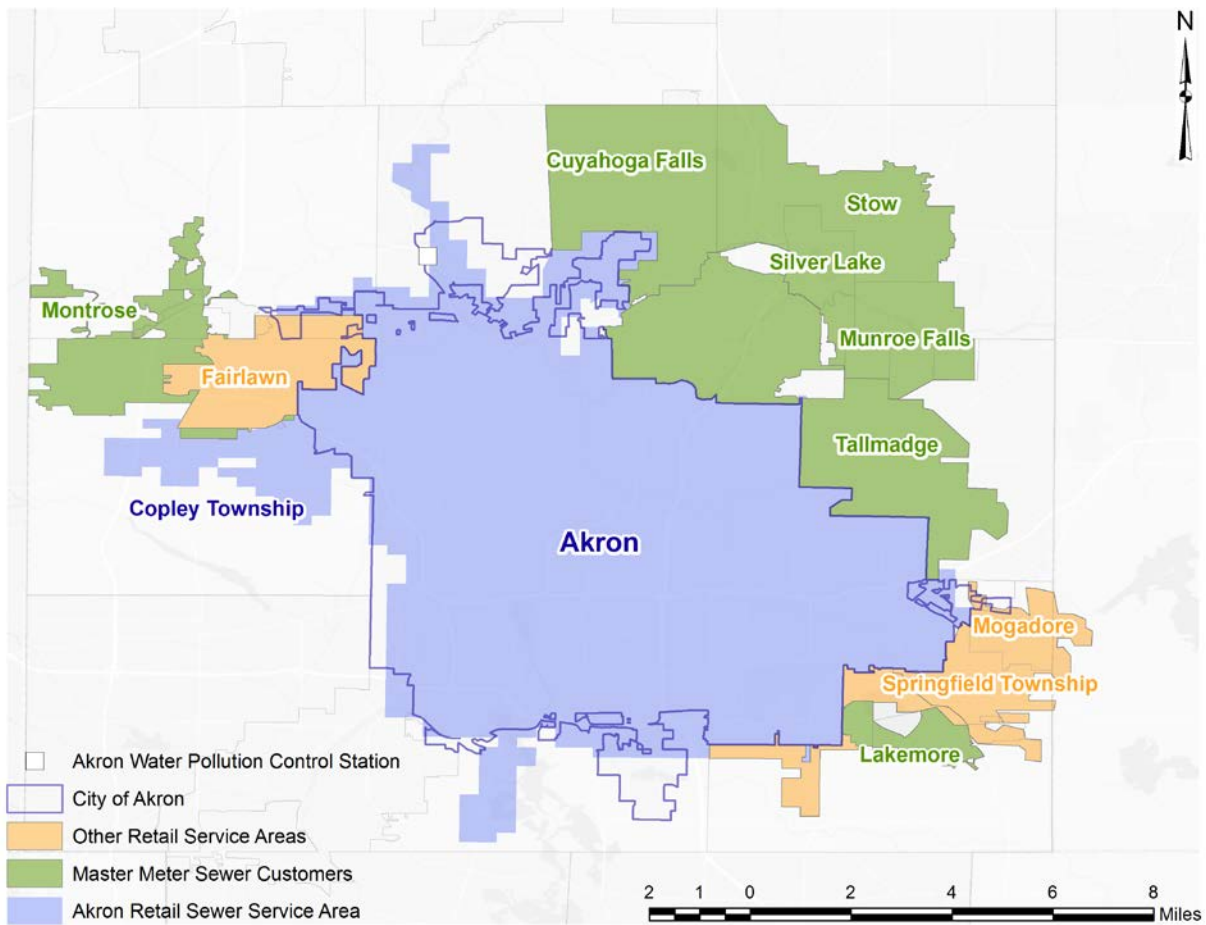 N
Cuyahoga Falls
Stow
Silver Lake
Montrose
Munroe Falls
Fairlawn
Tallmadge
Copley Township
Akron
Mogadore
Springfield Township
Lakemore
Akron Water Pollution Control Station
City of Akron
Other Retail Service Areas
Master Meter Sewer Customers
Akron Retail Sewer Service Area
2 1 0 2 4 6 8
Miles